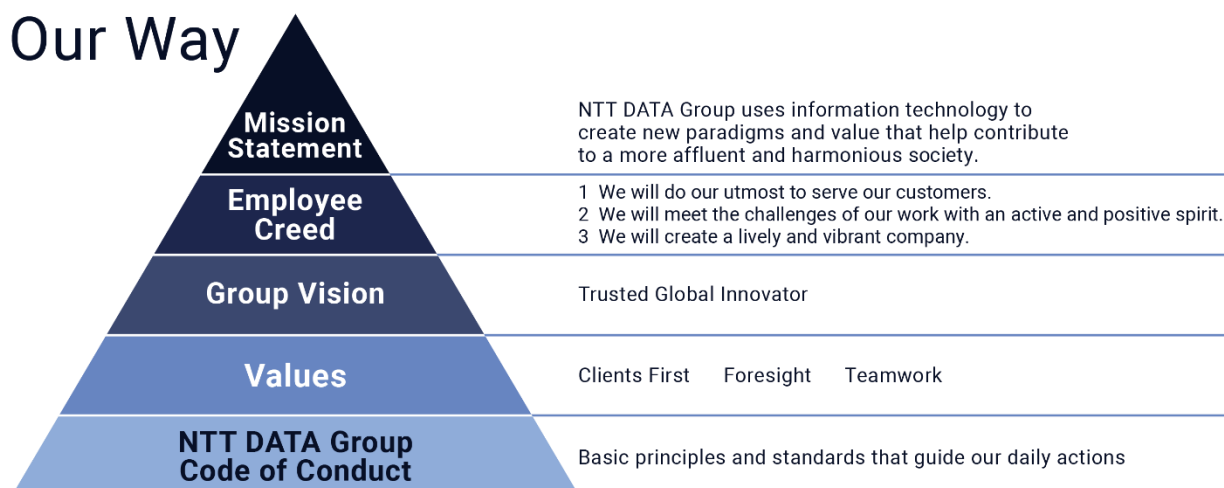 Our Way
Mission
Statement
NTT DATA Group uses information technology to
create new paradigms and value that help contribute
to a more affluent and harmonious society.
Employee
Creed
1 We will do our utmost to serve our customers.
2 We will meet the challenges of our work with an active and positive spirit.
3 We will create a lively and vibrant company.
Group Vision
Trusted Global Innovator
Values
Clients First Foresight Teamwork
NTT DATA Group
Code of Conduct
Basic principles and standards that guide our daily actions